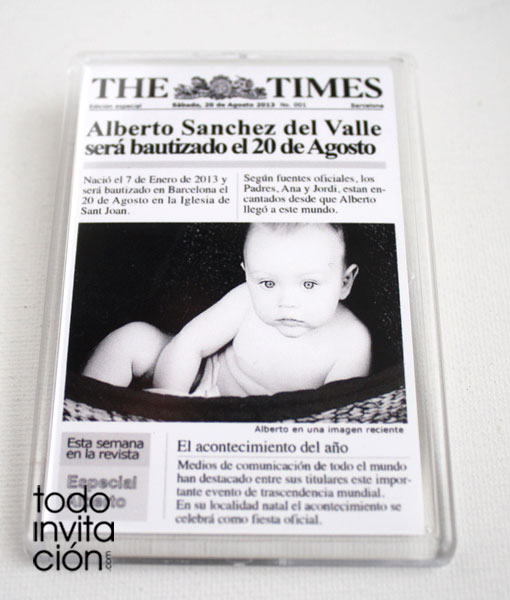 THE TIMES
Edición especial
Sábado, 20 de Agosto 2013 No. 001
Barcelona
Alberto Sanchez del Valle
será bautizado el 20 de Agosto
Nació el 7 de Enero de 2013 y
será bautizado en Barcelona el
20 de Agosto en la Iglesia de
Sant Joan.
Según fuentes oficiales, los
Padres, Ana y Jordi, estan en-
cantados desde que Alberto
llegó a este mundo.
Alberto en una imagen reciente
Esta semana
en la revista
Especial
Alberto
El acontecimiento del año
Medios de comunicación de todo el mundo
han destacado entre sus titulares este impor-
tante evento de trascendencia mundial.
En su localidad natal el acontecimiento se
celebrá como fiesta oficial.
todo
invita
ción.com